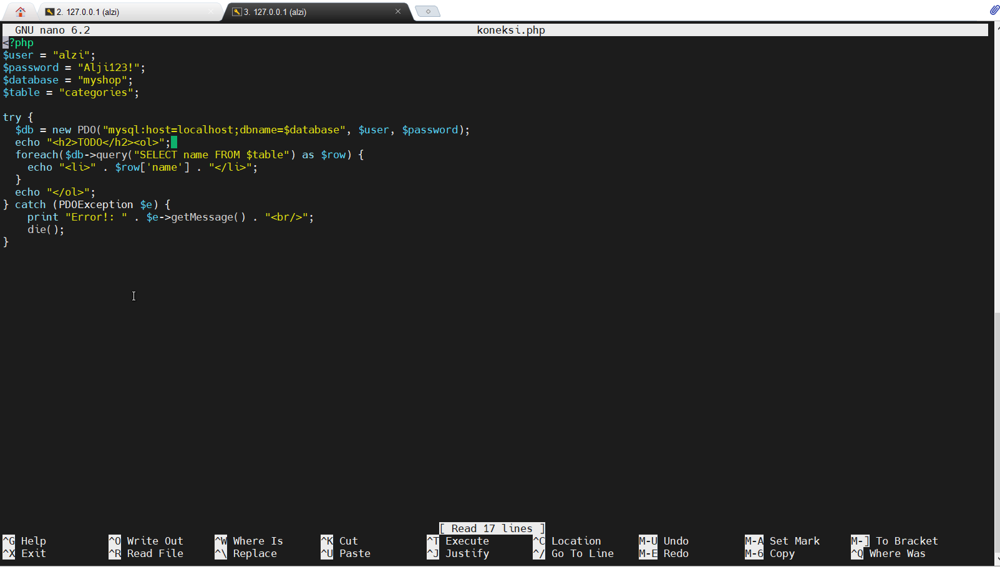 2. 127.0.0.1 (alzi)
3. 127.0.0.1 (alzi)
GNU nano 6.2 koneksi.php
<?php
$user = "alzi";
$password = "Alji123!";
$database = "myshop";
$table = "categories";
try {
  $db = new PDO("mysql:host=localhost;dbname=$database", $user, $password);
  echo "<h2>TODO</h2><ol>";
  foreach($db->query("SELECT name FROM $table") as $row) {
    echo "<li>" . $row['name'] . "</li>";
  }
  echo "</ol>";
} catch (PDOException $e) {
    print "Error!: " . $e->getMessage() . "<br/>";
    die();
}
[ Read 17 lines ]
^G Help ^O Write Out ^W Where Is ^K Cut ^T Execute ^C Location M-U Undo M-A Set Mark M-] To Bracket
^X Exit ^R Read File ^\ Replace ^U Paste ^J Justify ^/ Go To Line M-E Redo M-6 Copy ^Q Where Was